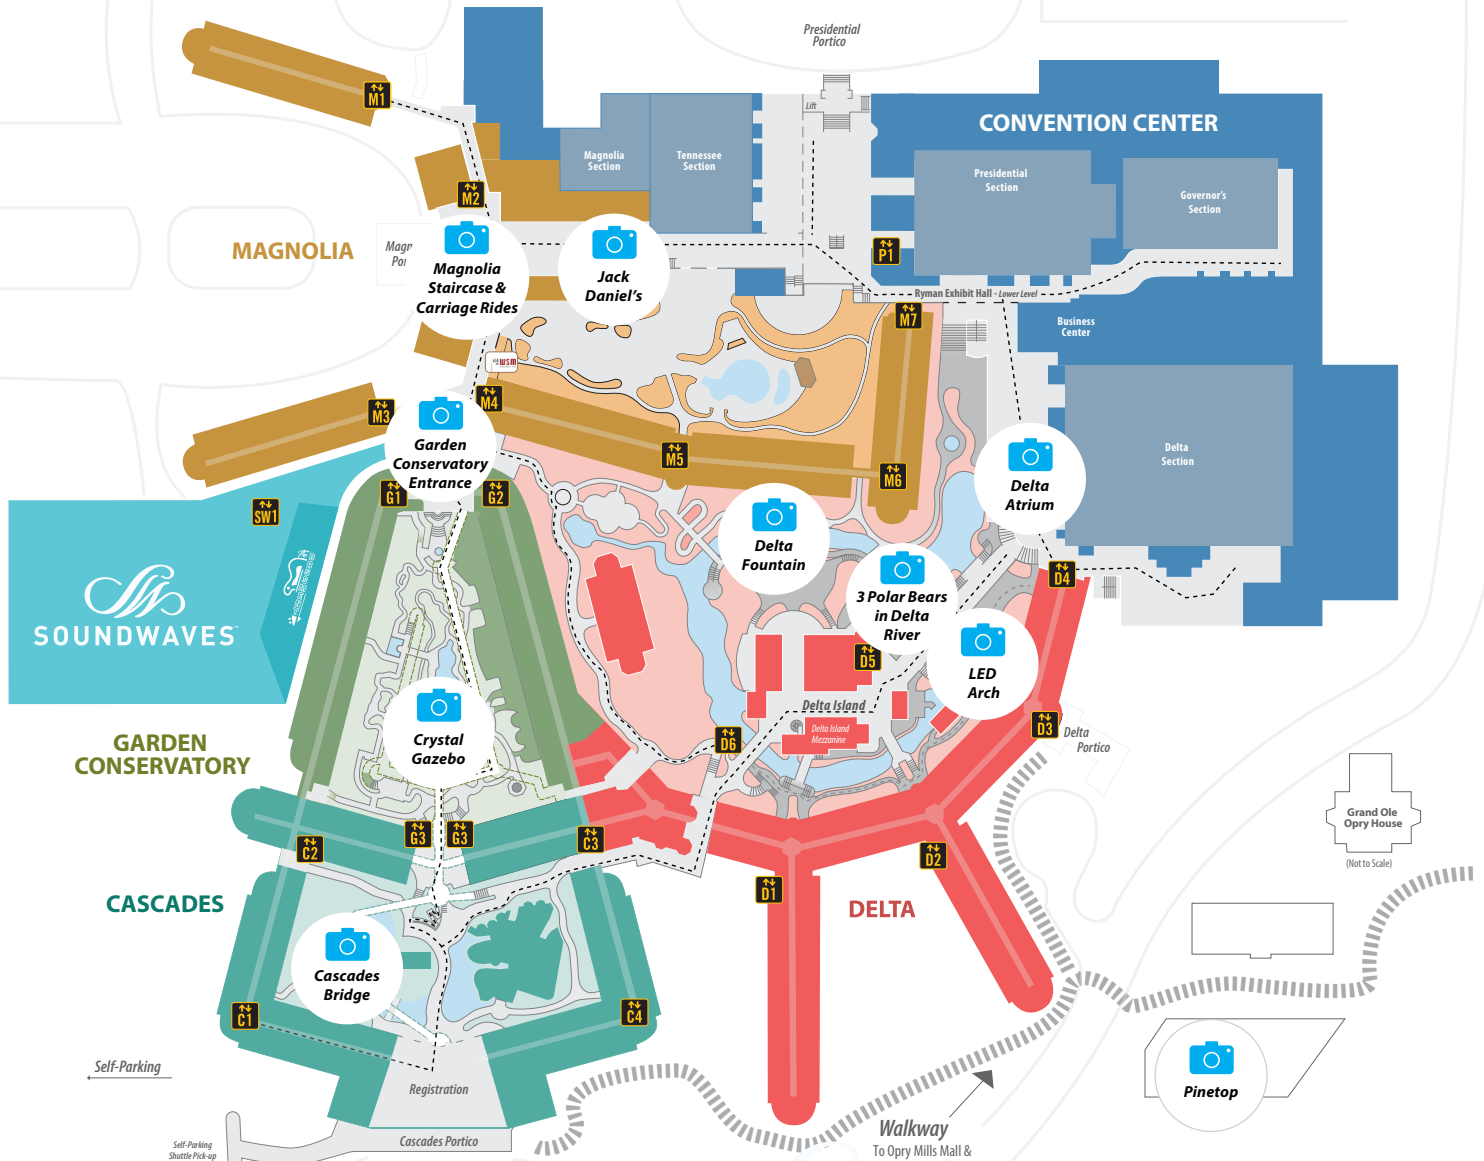 Presidential
Portico
Lift
CONVENTION CENTER
M1
Magnolia
Section
Tennessee
Section
Presidential
Section
Governor's
Section
M2
MAGNOLIA
Magnolia
Staircase &
Carriage Rides
Jack
Daniel's
P1
Ryman Exhibit Hall - Lower Level
M7
Business
Center
WSM
M3
M4
Garden
Conservatory
Entrance
M5
M6
Delta
Section
Delta
Atrium
G1
G2
SW1
Delta
Fountain
D4
3 Polar Bears
in Delta
River
SOUNDWAVES
D5
LED
Arch
Delta Island
Delta Island
Mezzanine
D6
D3
Delta
Portico
Crystal
Gazebo
GARDEN
CONSERVATORY
Grand Ole
Opry House
(Not to Scale)
C2
G3
G3
C3
D2
D1
CASCADES
DELTA
Cascades
Bridge
C1
C4
Self-Parking
Registration
Pinetop
Cascades Portico
Self-Parking
Shuttle Pick-up
Walkway
To Opry Mills Mall &